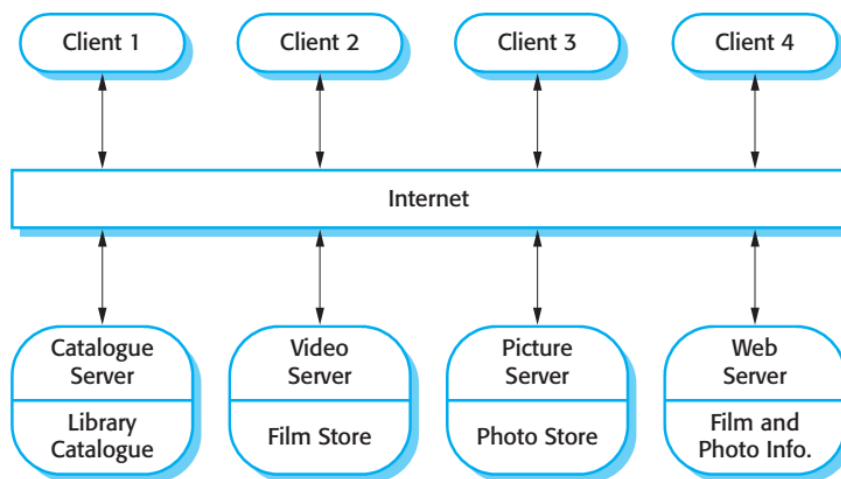 Client 1
Client 2
Client 3
Client 4
Internet
Catalogue
Server
Library
Catalogue
Video
Server
Film Store
Picture
Server
Photo Store
Web
Server
Film and
Photo Info.